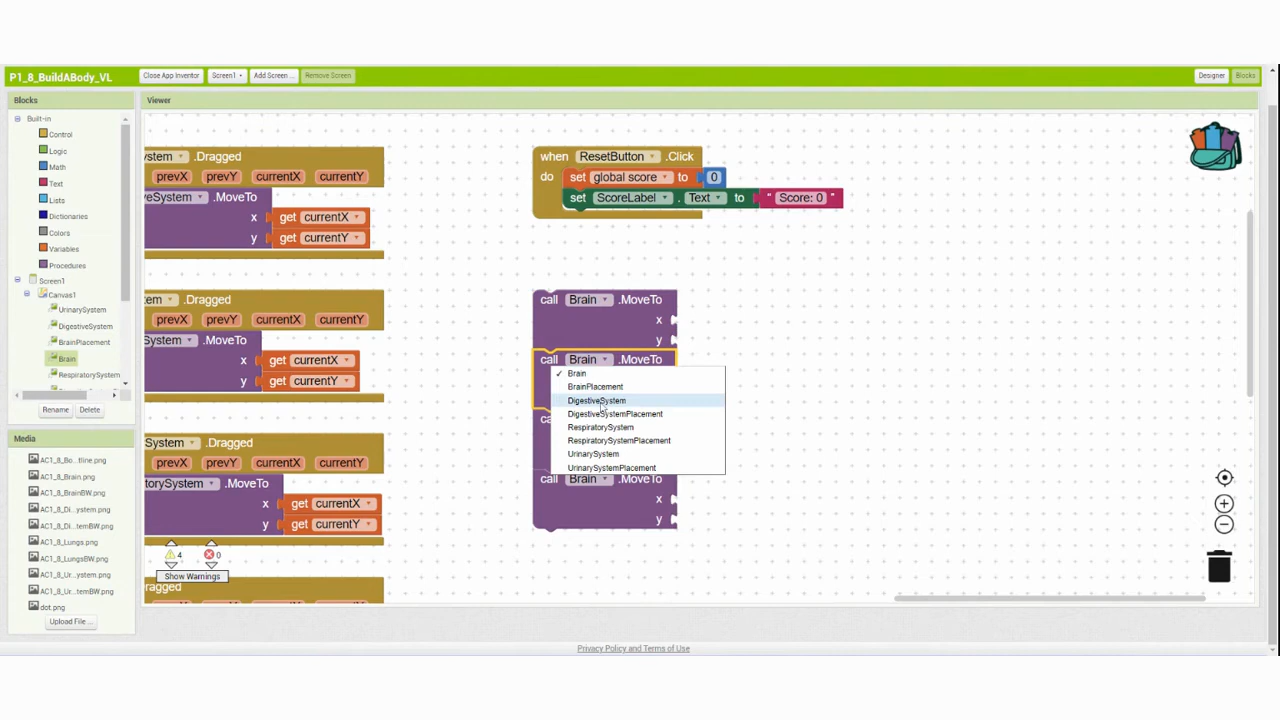 P1_8_BuildABody_VL
Close App Inventor
Screen1
Add Screen ...
Remove Screen
Designer
Blocks
Blocks
Viewer
Built-in
Control
Logic
Math
Text
Lists
Dictionaries
Colors
Variables
Procedures
Screen1
Canvas1
UrinarySystem
DigestiveSystem
BrainPlacement
Brain
RespiratorySystem
Rename
Delete
Media
AC1_8_Bo...tline.png
AC1_8_Brain.png
AC1_8_BrainBW.png
AC1_8_Di...ystem.png
AC1_8_Di...temBW.png
AC1_8_Lungs.png
AC1_8_LungsBW.png
AC1_8_Ur...ystem.png
AC1_8_Ur...temBW.png
dot.png
Upload File ...
ystem .Dragged
prevX prevY currentX currentY
veSystem .MoveTo
x get currentX
y get currentY
tem .Dragged
prevX prevY currentX currentY
System .MoveTo
x get currentX
y get currentY
System .Dragged
prevX prevY currentX currentY
torySystem .MoveTo
x get currentX
y get currentY
4 0
Show Warnings
ragged
when ResetButton .Click
do set global score to 0
set ScoreLabel . Text to " Score: 0 "
call Brain .MoveTo
x
y
call Brain .MoveTo
✓ Brain
BrainPlacement
DigestiveSystem
DigestiveSystemPlacement
RespiratorySystem
RespiratorySystemPlacement
UrinarySystem
UrinarySystemPlacement
ca
Brain .MoveTo
x
y
Privacy Policy and Terms of Use